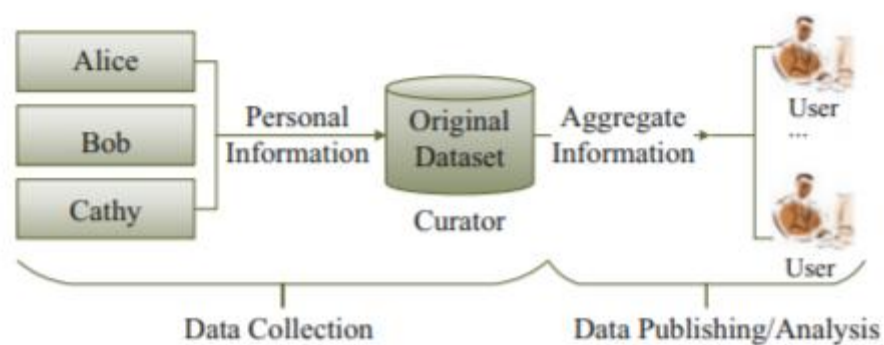 Alice
Bob
Cathy
Personal
Information
Original
Dataset
Curator
Aggregate
Information
User
...
User
Data Collection
Data Publishing/Analysis